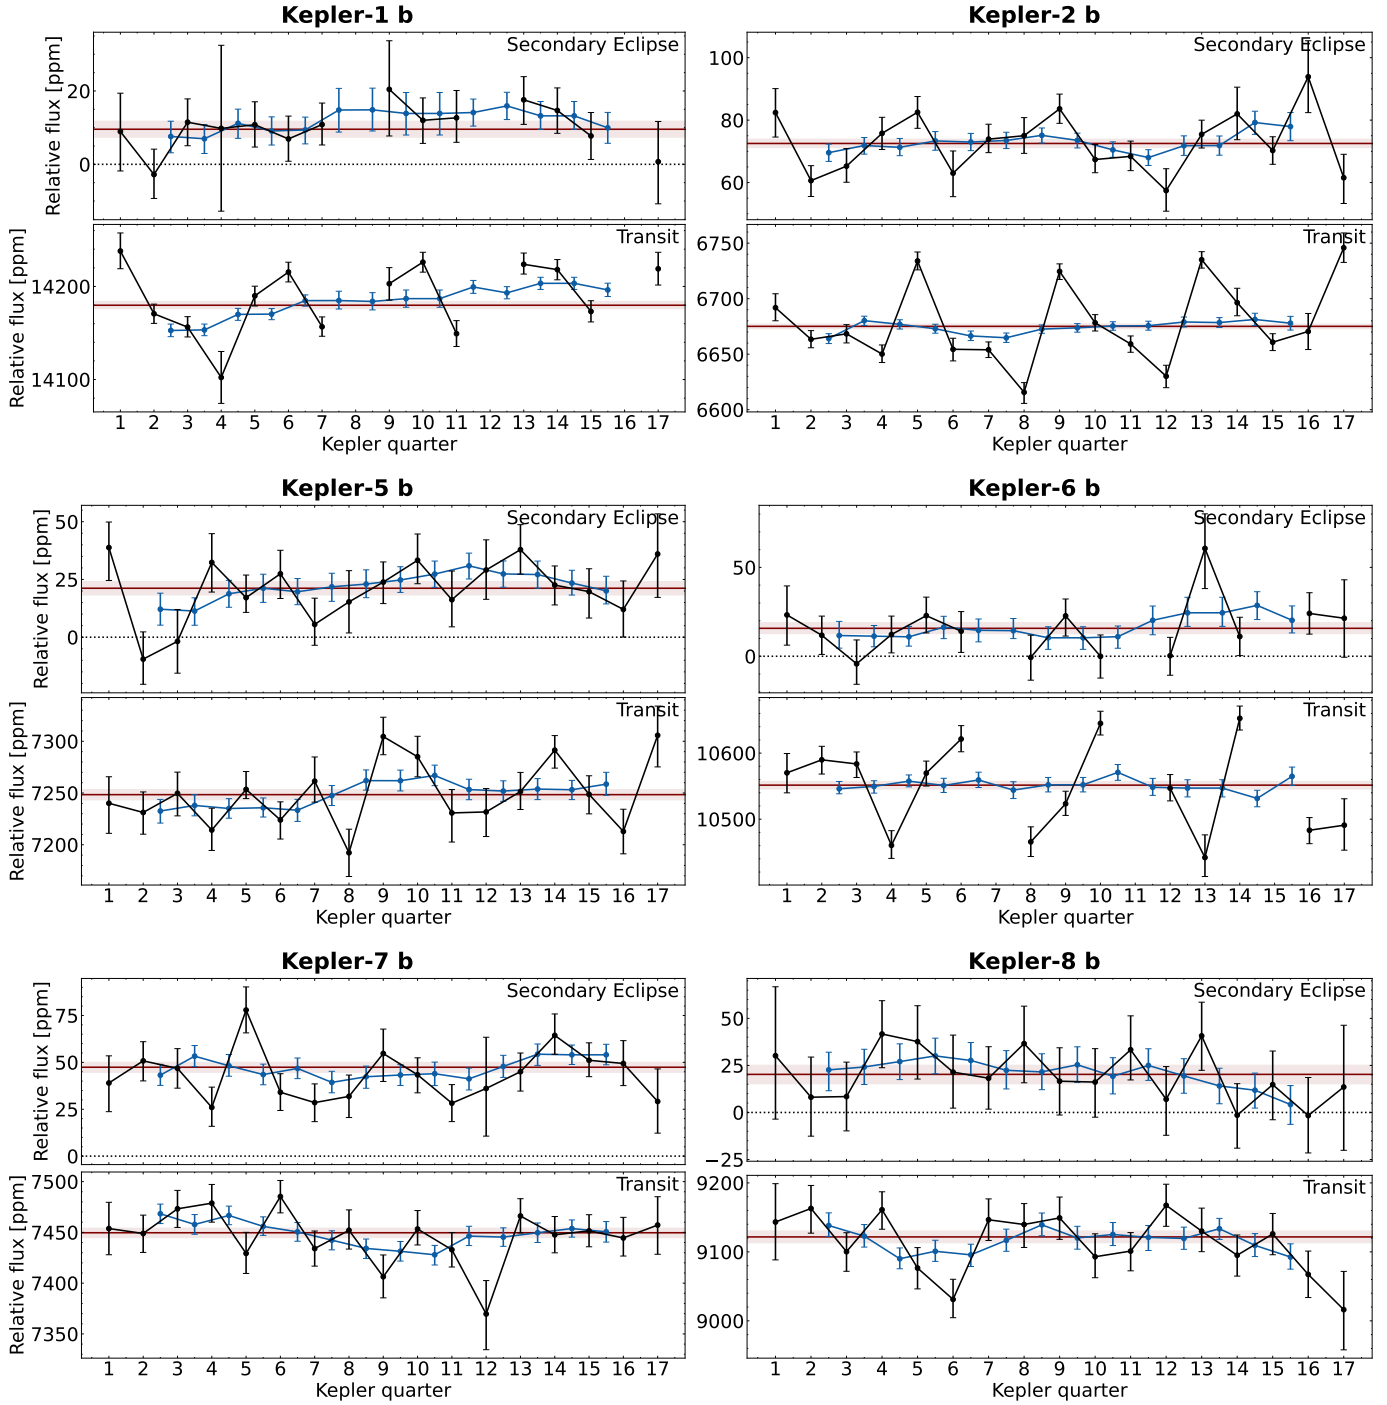 Kepler-1 b
Secondary Eclipse
Relative flux [ppm]
20
0
Transit
Relative flux [ppm]
14200
14100
1 2 3 4 5 6 7 8 9 10 11 12 13 14 15 16 17
Kepler quarter
Kepler-2 b
Secondary Eclipse
100
80
60
Transit
6750
6700
6650
6600
1 2 3 4 5 6 7 8 9 10 11 12 13 14 15 16 17
Kepler quarter
Kepler-5 b
Secondary Eclipse
Relative flux [ppm]
50
25
0
Transit
Relative flux [ppm]
7300
7250
7200
1 2 3 4 5 6 7 8 9 10 11 12 13 14 15 16 17
Kepler quarter
Kepler-6 b
Secondary Eclipse
50
0
Transit
10600
10500
1 2 3 4 5 6 7 8 9 10 11 12 13 14 15 16 17
Kepler quarter
Kepler-7 b
Secondary Eclipse
Relative flux [ppm]
75
50
25
0
Transit
Relative flux [ppm]
7500
7450
7400
7350
1 2 3 4 5 6 7 8 9 10 11 12 13 14 15 16 17
Kepler quarter
Kepler-8 b
Secondary Eclipse
50
25
0
−25
Transit
9200
9100
9000
1 2 3 4 5 6 7 8 9 10 11 12 13 14 15 16 17
Kepler quarter